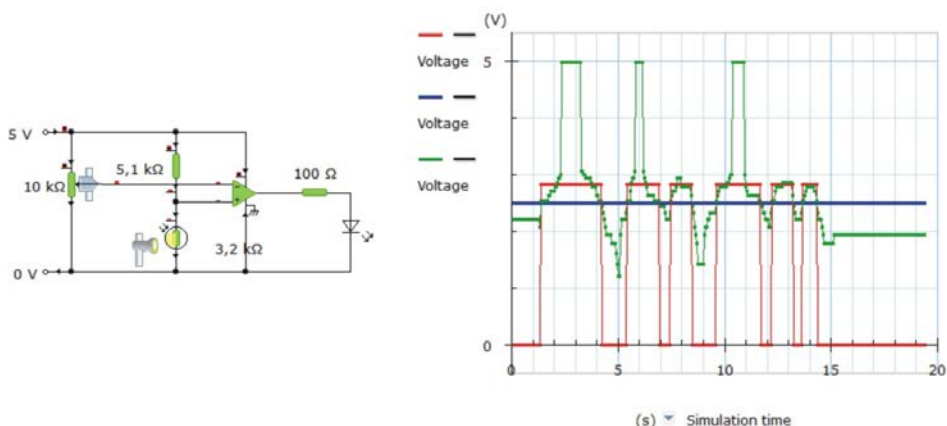 5 V
10 kΩ
5,1 kΩ
100 Ω
3,2 kΩ
0 V
(V)
Voltage
Voltage
Voltage
5
0
0
5
10
15
20
(s) Simulation time